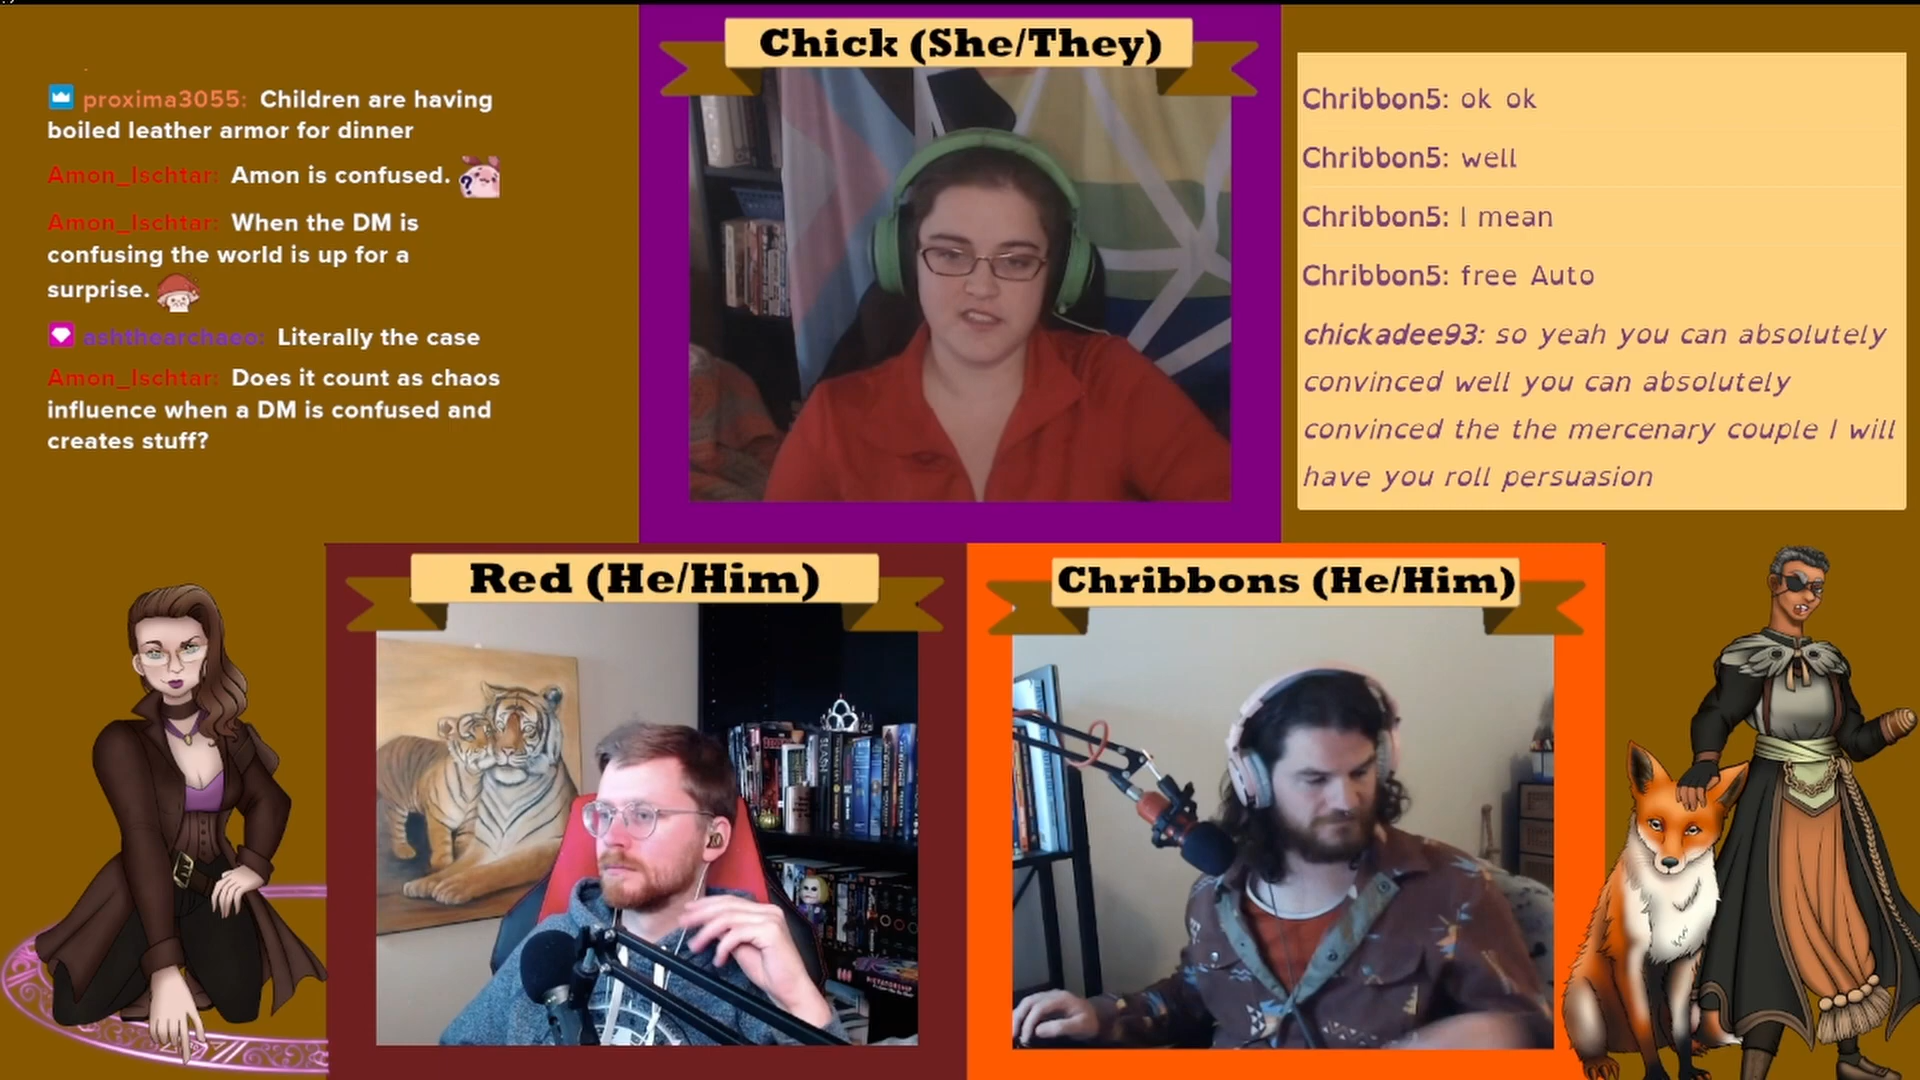 Chick (She/They)
proxima3055: Children are having
boiled leather armor for dinner
Amon_Ischtar: Amon is confused.
?
Amon_Ischtar: When the DM is
confusing the world is up for a
surprise.
ashthearchaeo: Literally the case
Amon_Ischtar: Does it count as chaos
influence when a DM is confused and
creates stuff?
Chribbon5: ok ok
Chribbon5: well
Chribbon5: I mean
Chribbon5: free Auto
chickadee93: so yeah you can absolutely
convinced well you can absolutely
convinced the the mercenary couple I will
have you roll persuasion
Red (He/Him)
Chribbons (He/Him)